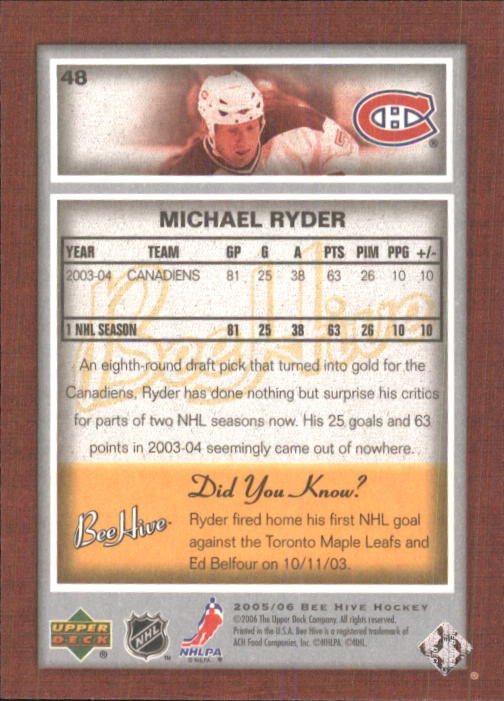 48
MICHAEL RYDER
YEAR TEAM GP G A PTS PIM PPG +/-
2003-04 CANADIENS 81 25 38 63 26 10 10
1 NHL SEASON 81 25 38 63 26 10 10
BeeHive
An eighth-round draft pick that turned into gold for the
Canadiens, Ryder has done nothing but surprise his critics
for parts of two NHL seasons now. His 25 goals and 63
points in 2003-04 seemingly came out of nowhere.
Did You Know?
BeeHive
Ryder fired home his first NHL goal
against the Toronto Maple Leafs and
Ed Belfour on 10/11/03.
2005/06 BEE HIVE HOCKEY
©2006 The Upper Deck Company. All rights reserved.
Printed in the U.S.A. Bee Hive is a registered trademark of
ACH Food Companies, Inc. ©NHLPA. ©NHL.
UPPER
DECK
®
NHL
TM
NHLPA
©NHLPA
CH
®
®